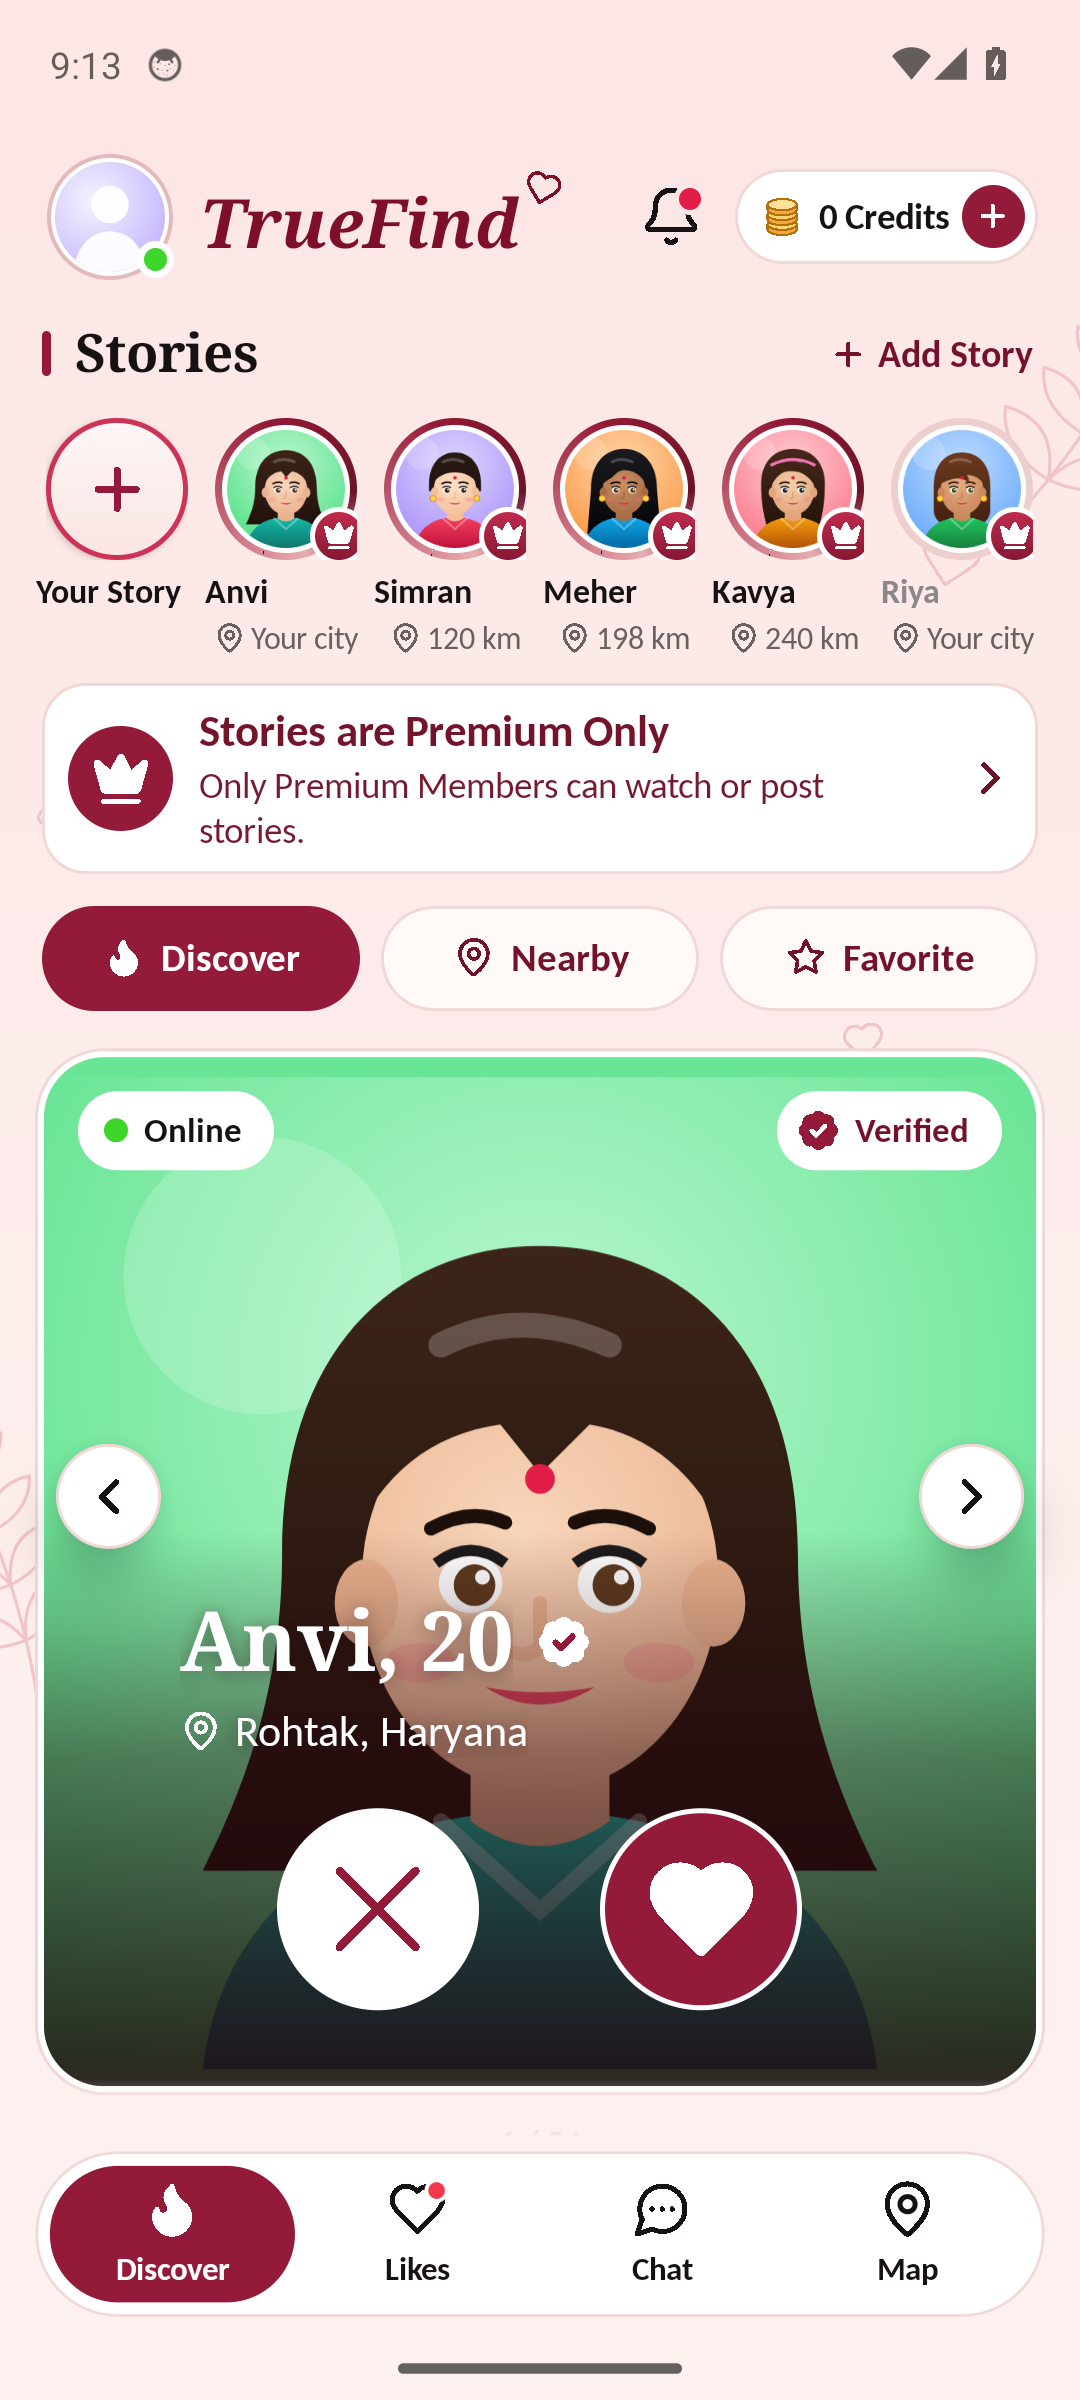 9:13
TrueFind
0 Credits
Stories
Add Story
Your Story
Anvi
Simran
Meher
Kavya
Riya
Your city
120 km
198 km
240 km
Your city
Stories are Premium Only
Only Premium Members can watch or post
stories.
Discover
Nearby
Favorite
Online
Verified
Anvi, 20
Rohtak, Haryana
Discover
Likes
Chat
Map